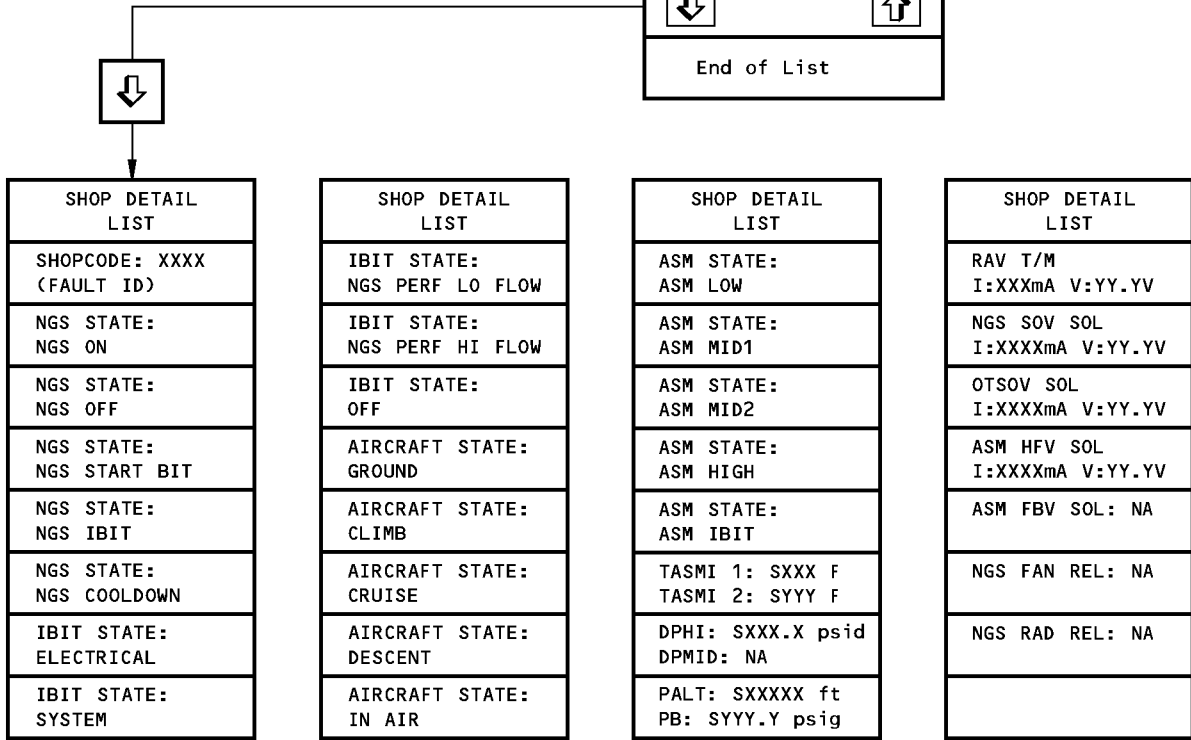 End of List
SHOP DETAIL
LIST
SHOPCODE: XXXX
(FAULT ID)
NGS STATE:
NGS ON
NGS STATE:
NGS OFF
NGS STATE:
NGS START BIT
NGS STATE:
NGS IBIT
NGS STATE:
NGS COOLDOWN
IBIT STATE:
ELECTRICAL
IBIT STATE:
SYSTEM
SHOP DETAIL
LIST
IBIT STATE:
NGS PERF LO FLOW
IBIT STATE:
NGS PERF HI FLOW
IBIT STATE:
OFF
AIRCRAFT STATE:
GROUND
AIRCRAFT STATE:
CLIMB
AIRCRAFT STATE:
CRUISE
AIRCRAFT STATE:
DESCENT
AIRCRAFT STATE:
IN AIR
SHOP DETAIL
LIST
ASM STATE:
ASM LOW
ASM STATE:
ASM MID1
ASM STATE:
ASM MID2
ASM STATE:
ASM HIGH
ASM STATE:
ASM IBIT
TASMI 1: SXXX F
TASMI 2: SYYY F
DPHI: SXXX.X psid
DPMID: NA
PALT: SXXXXX ft
PB: SYYY.Y psig
SHOP DETAIL
LIST
RAV T/M
I:XXXmA V:YY.YV
NGS SOV SOL
I:XXXXmA V:YY.YV
OTSOV SOL
I:XXXXmA V:YY.YV
ASM HFV SOL
I:XXXXmA V:YY.YV
ASM FBV SOL: NA
NGS FAN REL: NA
NGS RAD REL: NA